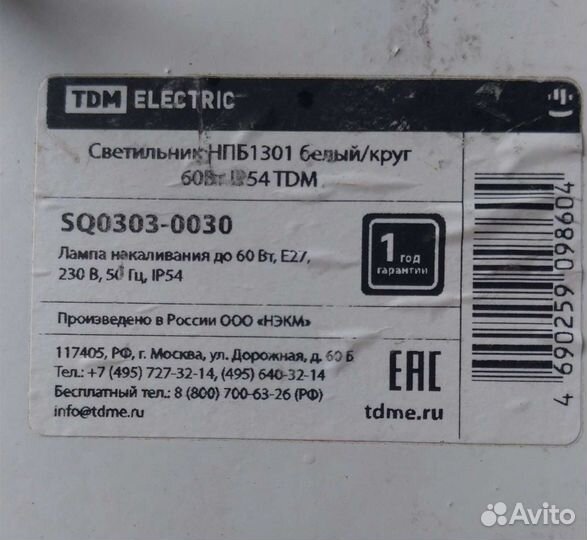 TDM ELECTRIC
Светильник НПБ1301 белый/круг
60Вт IP54 TDM
SQ0303-0030
Лампа накаливания до 60 Вт, E27,
230 В, 50 Гц, IP54
1 год
гарантии
Произведено в России ООО «НЭКМ»
117405, РФ, г. Москва, ул. Дорожная, д. 60 Б
Тел.: +7 (495) 727-32-14, (495) 640-32-14
Бесплатный тел.: 8 (800) 700-63-26 (РФ)
info@tdme.ru
EAC
tdme.ru
4 690259 098604
Avito